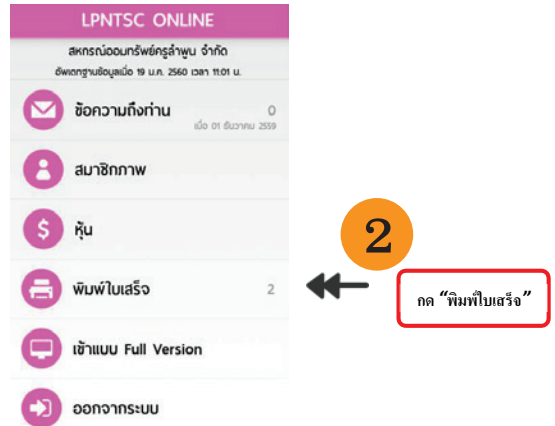 LPNTSC ONLINE
สหกรณ์ออมทรัพย์ครูลำพูน จำกัด
อัพเดทฐานข้อมูลเมื่อ 19 ม.ค. 2560 เวลา 11:01 น.
ข้อความถึงท่าน 0
เมื่อ 01 ธันวาคม 2559
สมาชิกภาพ
$ หุ้น
2
พิมพ์ใบเสร็จ 2
กด “พิมพ์ใบเสร็จ”
เข้าแบบ Full Version
ออกจากระบบ